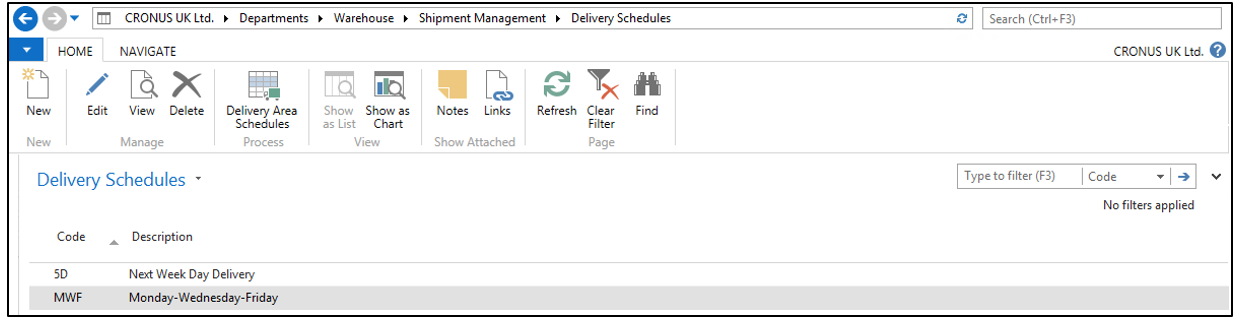 CRONUS UK Ltd. Departments Warehouse Shipment Management Delivery Schedules
Search (Ctrl+F3)
HOME NAVIGATE
CRONUS UK Ltd.
New Edit View Delete Delivery Area Show Show as Notes Links Refresh Clear Find
Schedules as List Chart Filter
New Manage Process View Show Attached Page
Delivery Schedules
Type to filter (F3) Code
No filters applied
Code Description
5D Next Week Day Delivery
MWF Monday-Wednesday-Friday